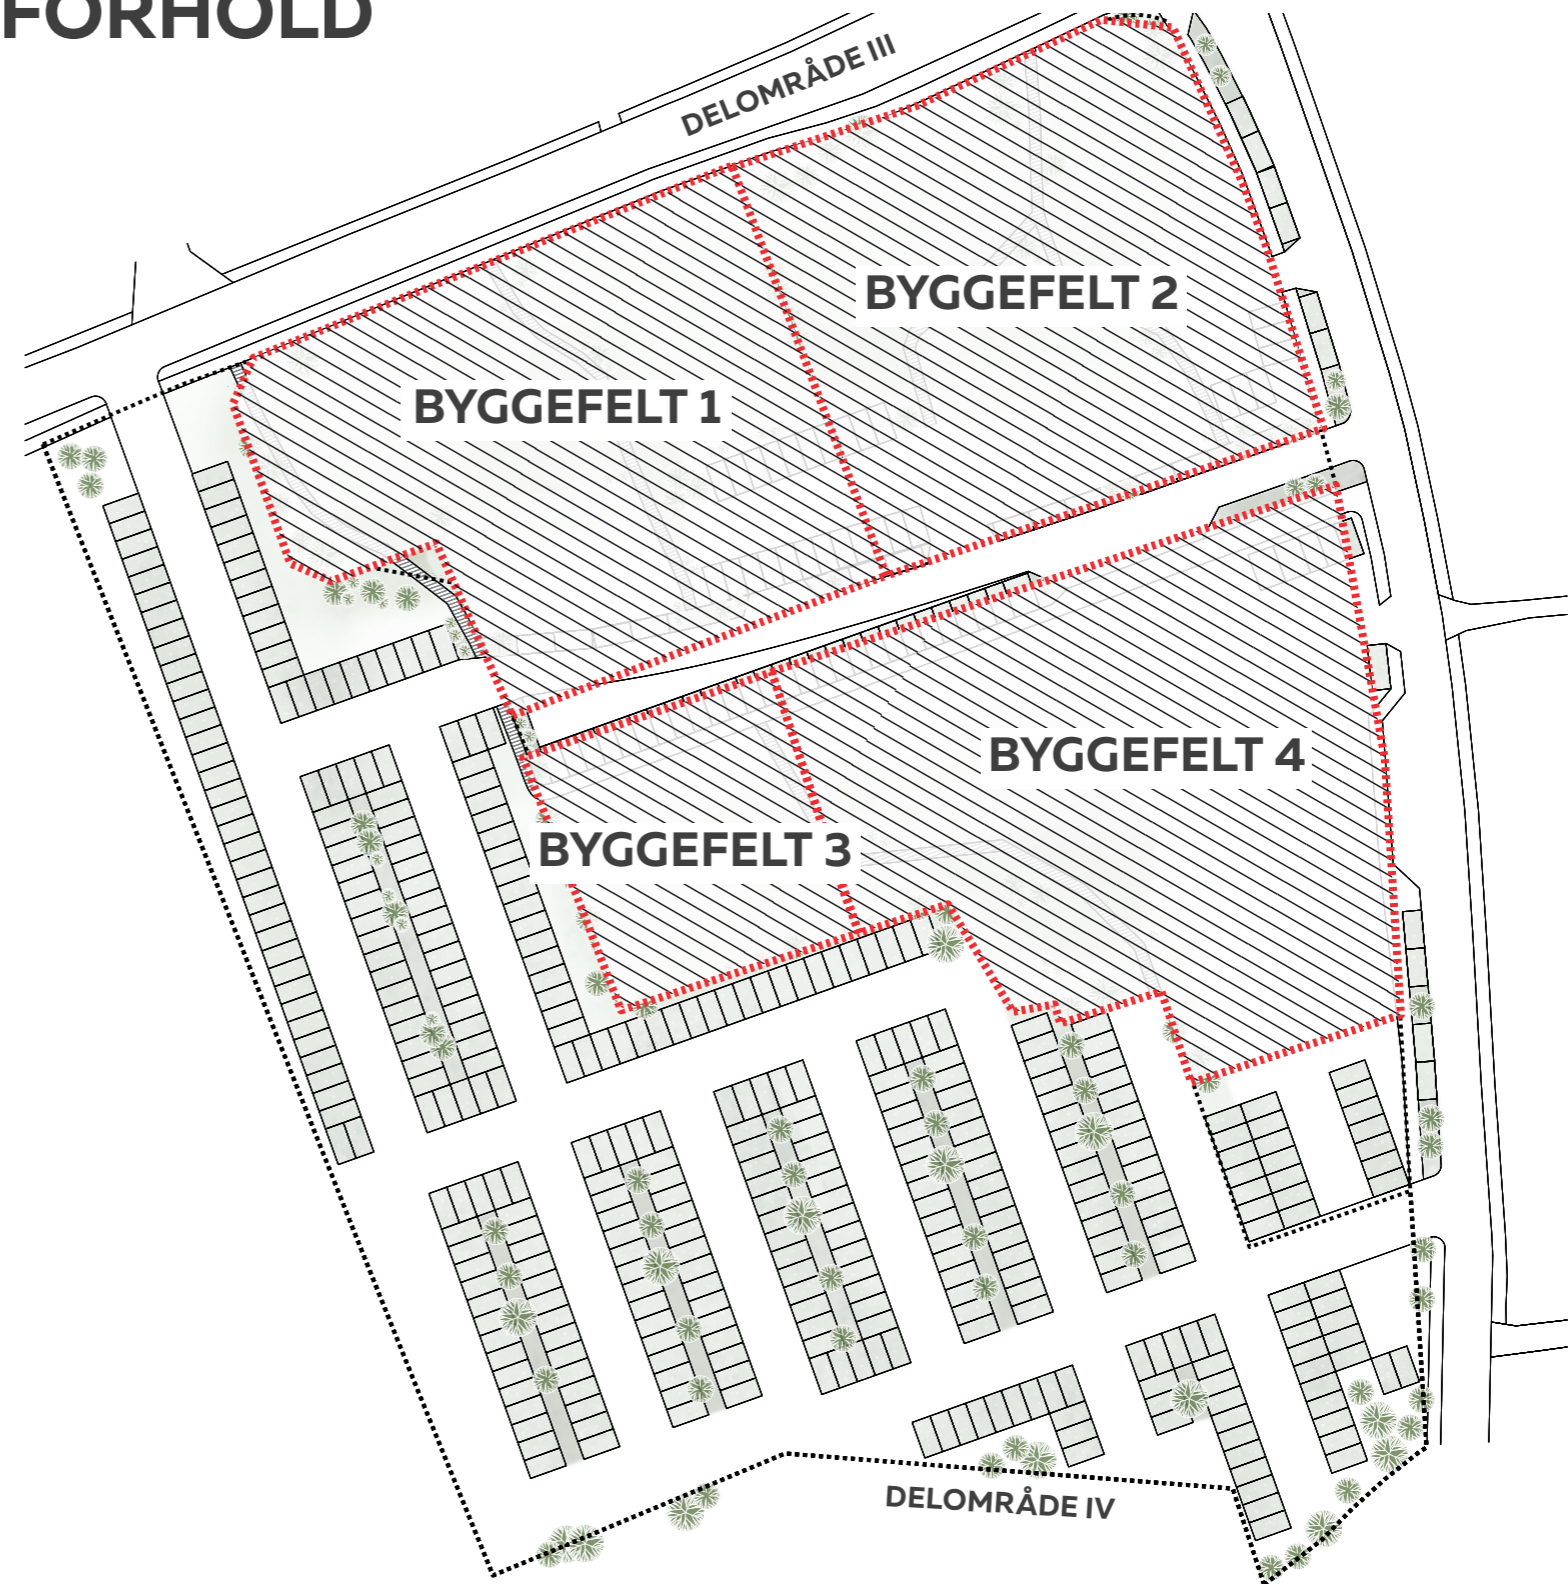 FORHOLD
DELOMRÅDE III
BYGGEFELT 2
BYGGEFELT 1
BYGGEFELT 4
BYGGEFELT 3
DELOMRÅDE IV